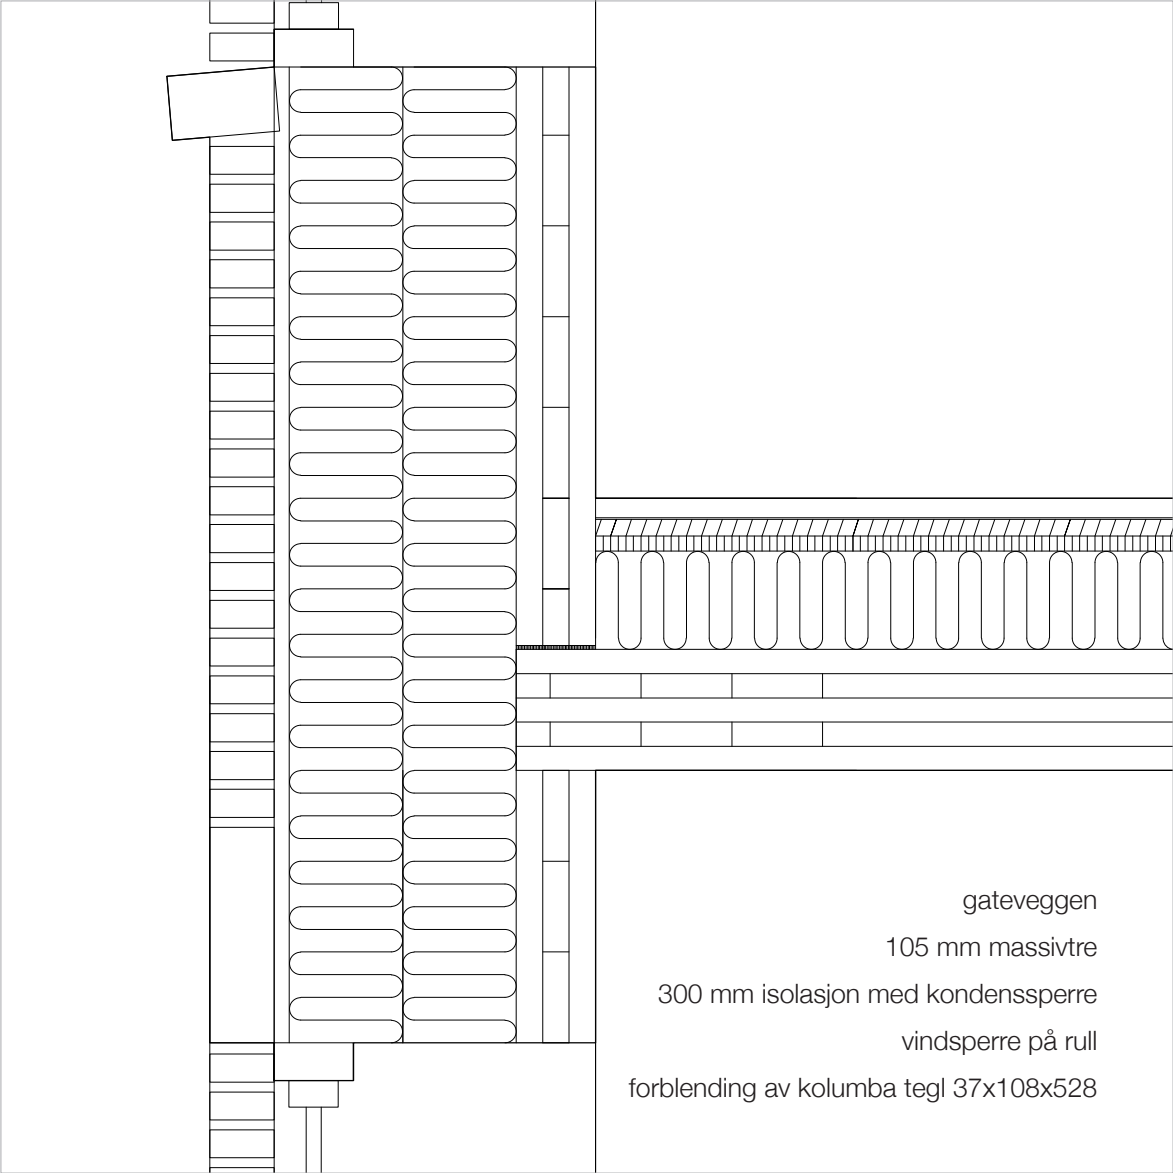 gateveggen
105 mm massivtre
300 mm isolasjon med kondenssperre
vindsperre på rull
forblending av kolumba tegl 37x108x528